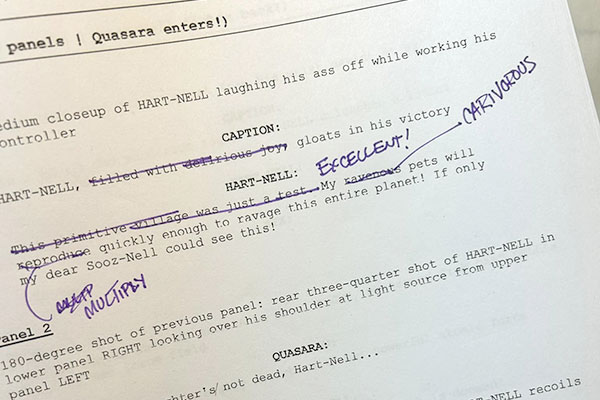 panels | Quasara enters!)
edium closeup of HART-NELL laughing his ass off while working his
ontroller
CAPTION:
HART-NELL, filled with delirious joy, gloats in his victory
HART-NELL:
EXCELLENT!
CARIVOROUS
This primitive village was just a test. My ravenous pets will
reproduce quickly enough to ravage this entire planet! If only
my dear Sooz-Nell could see this!
MULTIPLY
anel 2
180-degree shot of previous panel: rear three-quarter shot of HART-NELL in
lower panel RIGHT looking over his shoulder at light source from upper
panel LEFT
QUASARA:
ghter's not dead, Hart-Nell...
T-NELL recoils